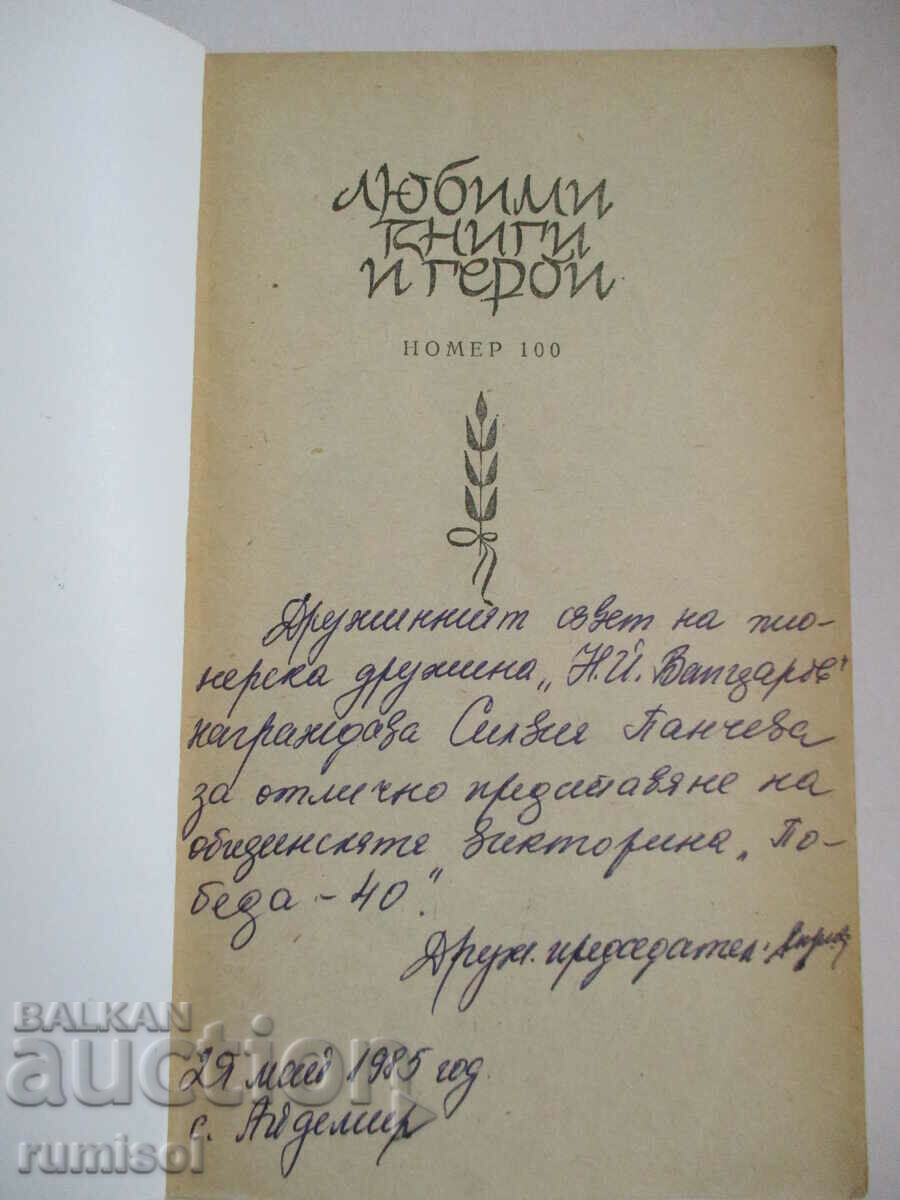 ЛЮБИМИ
КНИГИ
И ГЕРОИ
НОМЕР 100
Дружинният съвет на пио-
нерска дружина „Н.Й. Вапцаров"
награждава Силвия Панчева
за отлично представяне на
общинската викторина „По-
беда - 40".
Друж. председател:
29 май 1985 год.
с. Айдемир
BALKAN
auction
rumisol